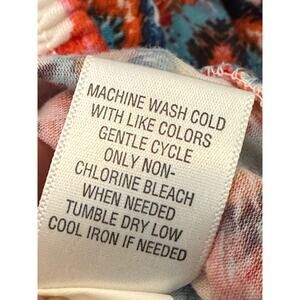 MACHINE WASH COLD
WITH LIKE COLORS
GENTLE CYCLE
ONLY NON-
CHLORINE BLEACH
WHEN NEEDED
TUMBLE DRY LOW
COOL IRON IF NEEDED